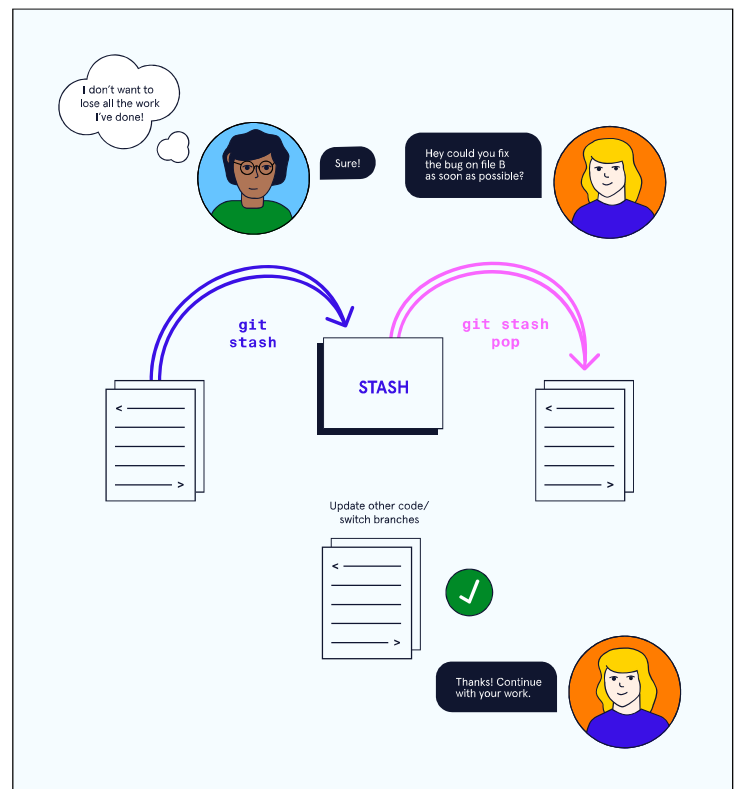 I don't want to
lose all the work
I've done!
Sure!
Hey could you fix
the bug on file B
as soon as possible?
git
stash
git stash
pop
STASH
<
>
<
>
Update other code/
switch branches
<
>
Thanks! Continue
with your work.